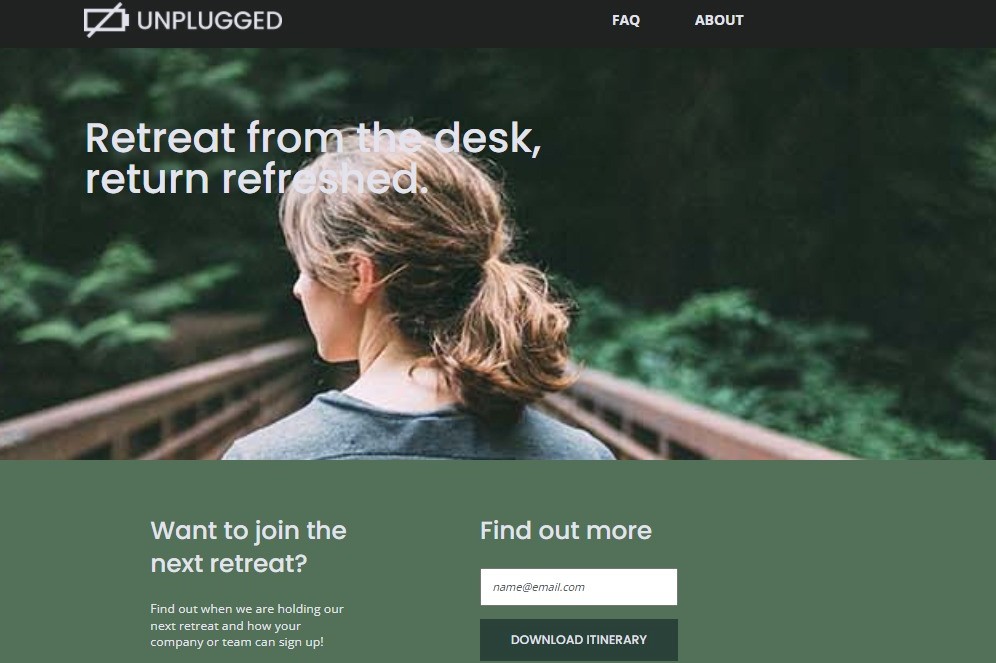 UNPLUGGED
FAQ
ABOUT
Retreat from the desk,
return refreshed.
Want to join the
next retreat?
Find out when we are holding our
next retreat and how your
company or team can sign up!
Find out more
name@email.com
DOWNLOAD ITINERARY